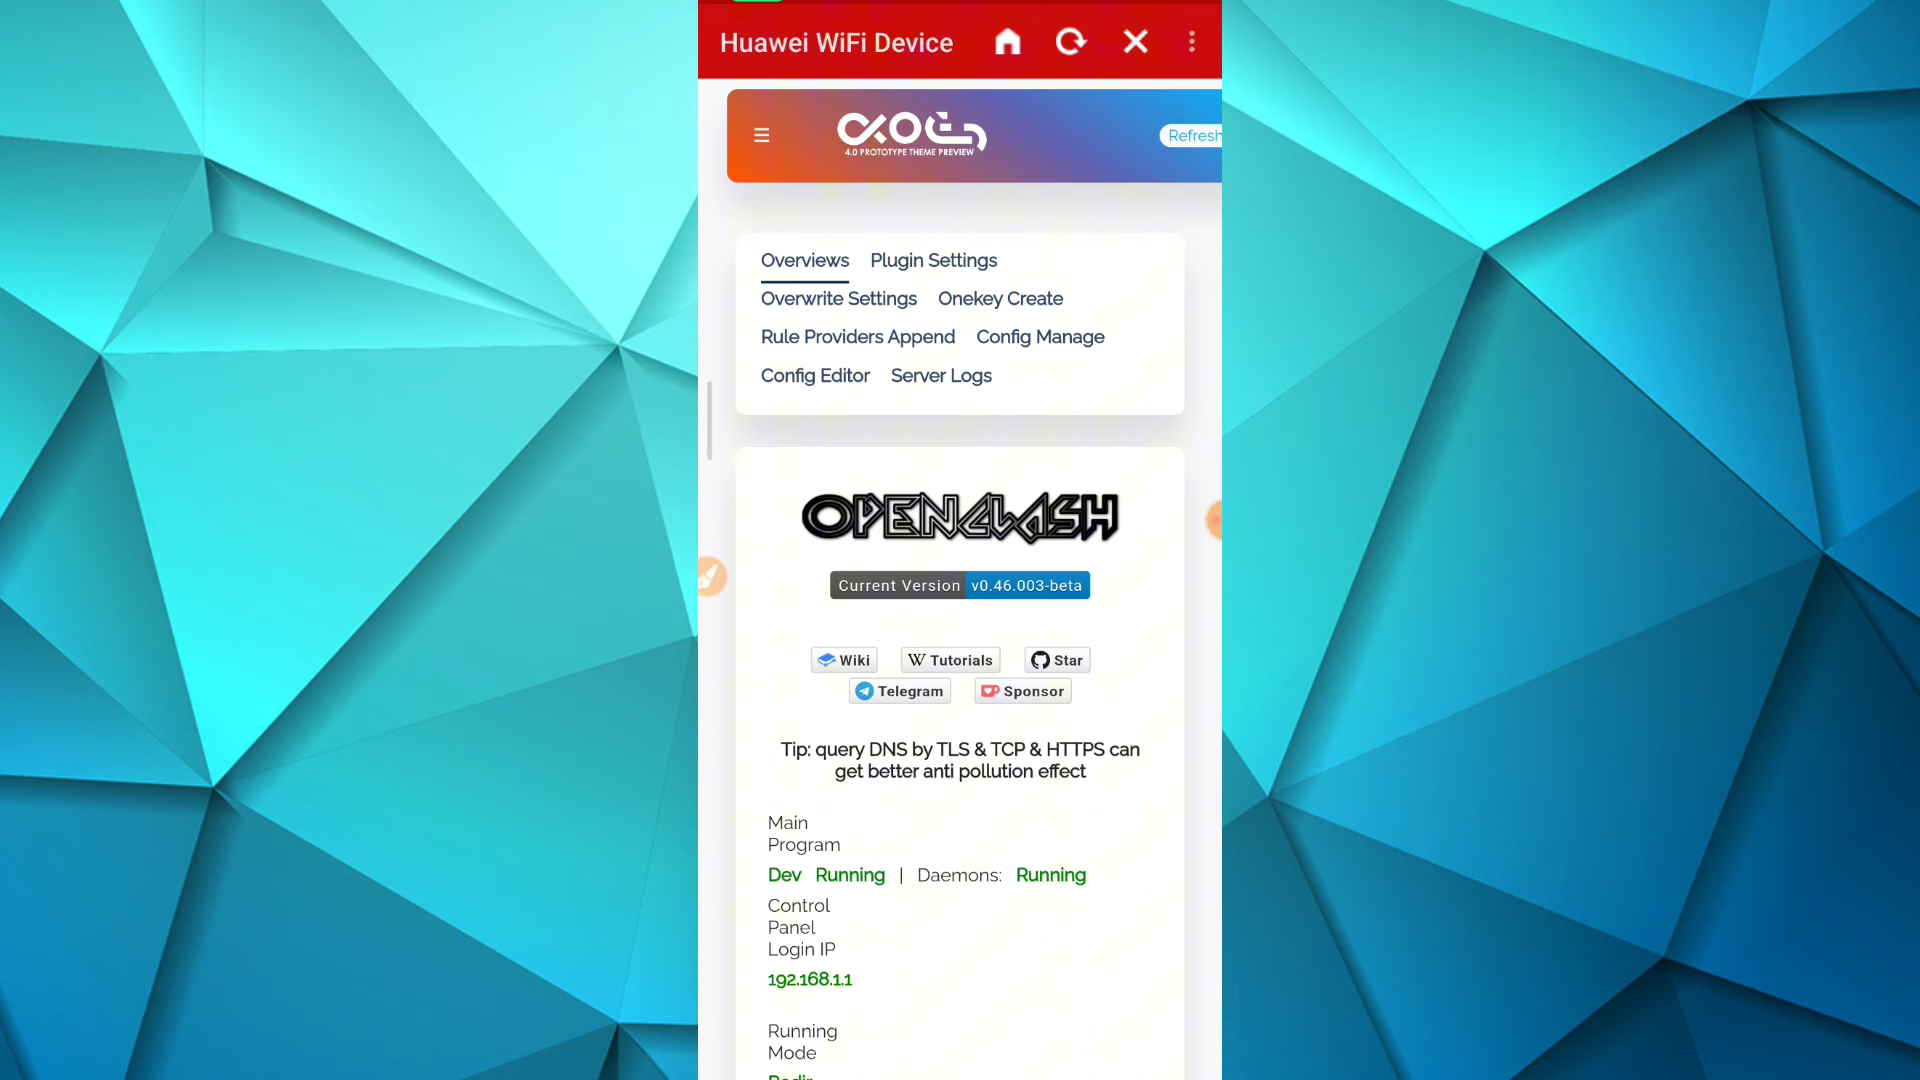 Huawei WiFi Device
4.0 PROTOTYPE THEME PREVIEW
Refresh
Overviews Plugin Settings
Overwrite Settings Onekey Create
Rule Providers Append Config Manage
Config Editor Server Logs
OPENCLASH
Current Version v0.46.003-beta
Wiki Tutorials Star
Telegram Sponsor
Tip: query DNS by TLS & TCP & HTTPS can
get better anti pollution effect
Main
Program
Dev Running | Daemons: Running
Control
Panel
Login IP
192.168.1.1
Running
Mode